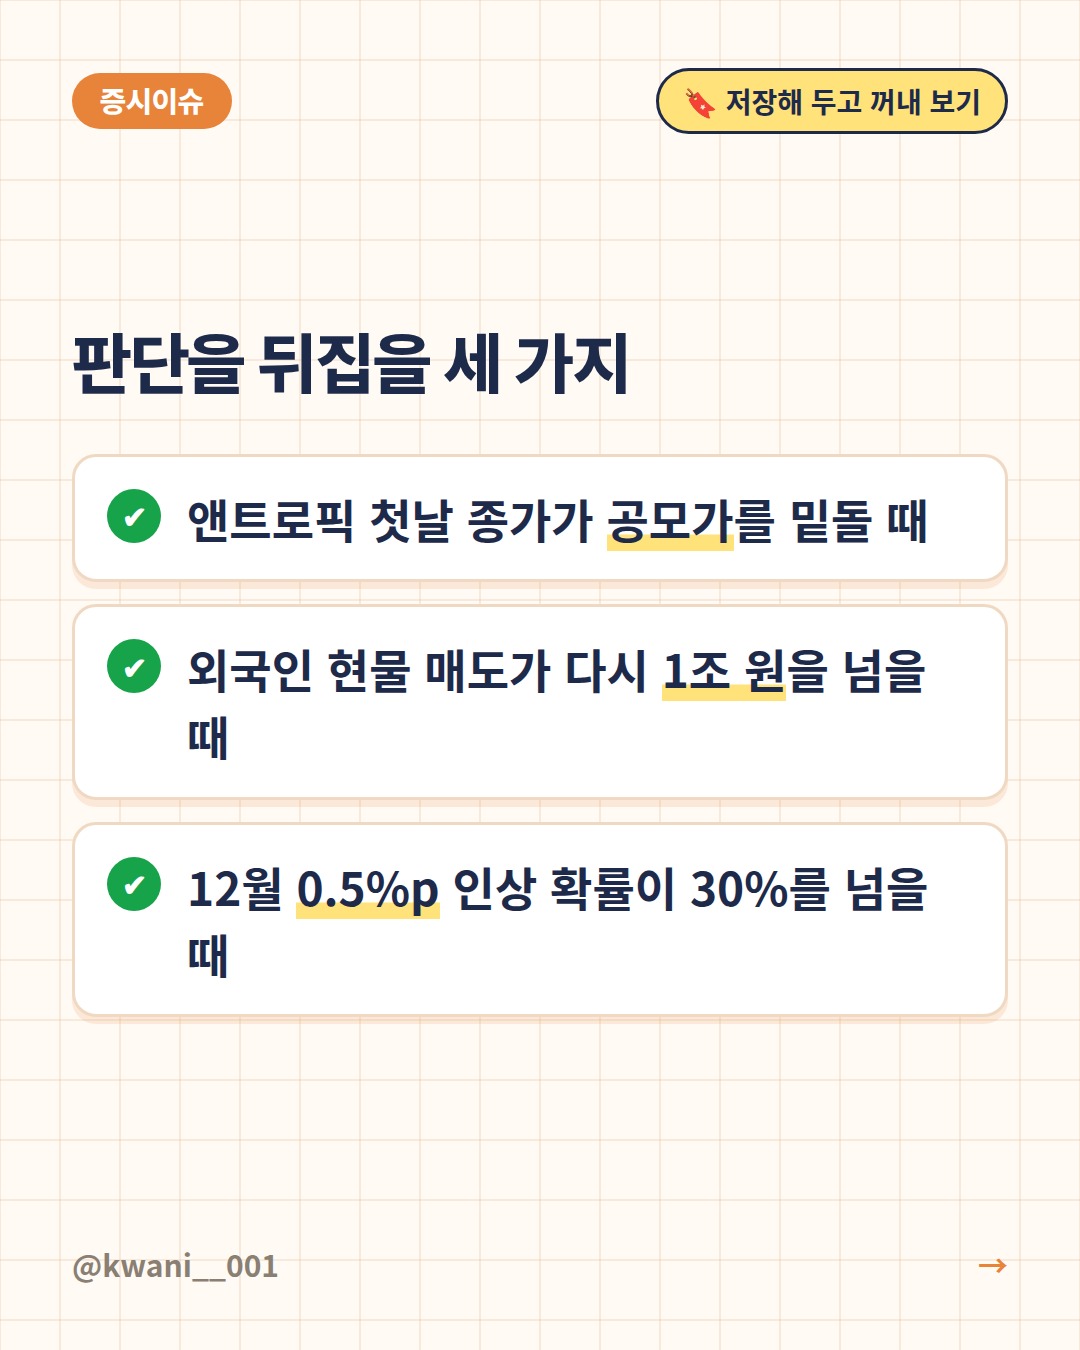 증시이슈
🔖 저장해 두고 꺼내 보기
판단을 뒤집을 세 가지
✔ 앤트로픽 첫날 종가가 공모가를 밑돌 때
✔ 외국인 현물 매도가 다시 1조 원을 넘을
때
✔ 12월 0.5%p 인상 확률이 30%를 넘을
때
@kwani__001
→